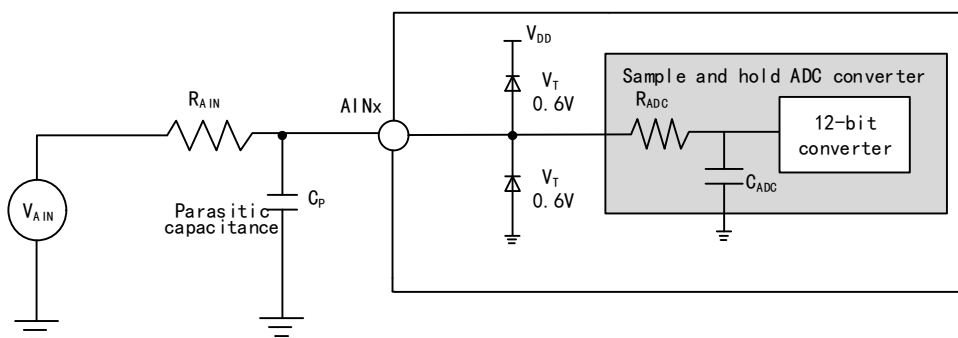 V_DD
Sample and hold ADC converter
V_T
0.6V
R_AIN
AINx
R_ADC
12-bit
converter
C_ADC
V_T
0.6V
C_P
V_AIN
Parasitic
capacitance